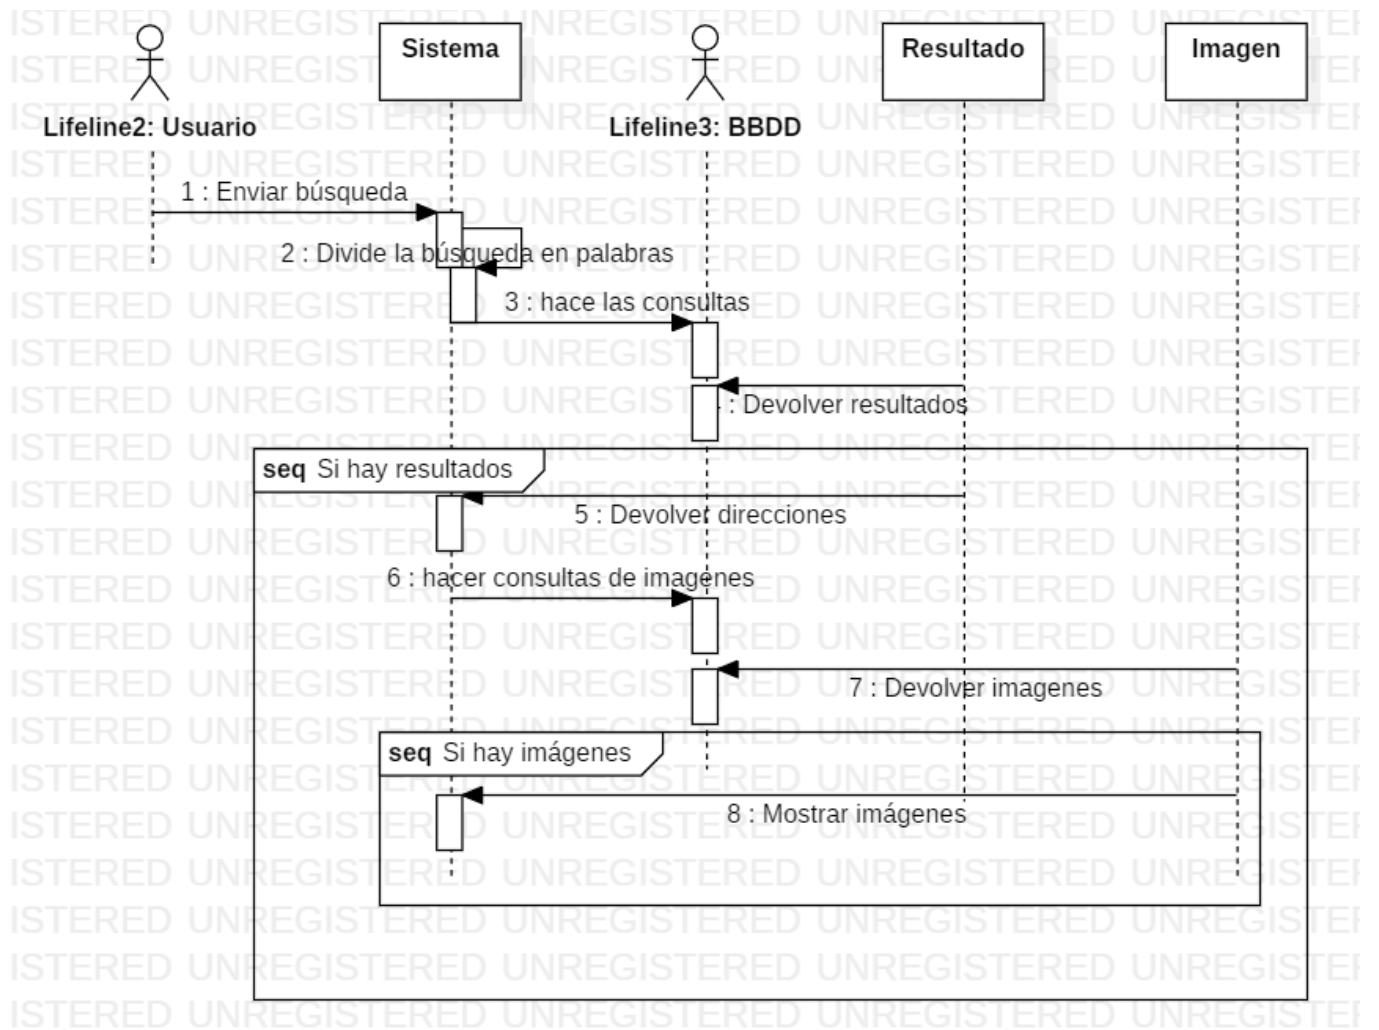 Sistema
Resultado
Imagen
Lifeline2: Usuario
Lifeline3: BBDD
1 : Enviar búsqueda
2 : Divide la búsqueda en palabras
3 : hace las consultas
: Devolver resultados
seq Si hay resultados
5 : Devolver direcciones
6 : hacer consultas de imagenes
7 : Devolver imagenes
seq Si hay imágenes
8 : Mostrar imágenes
UNREGISTERED